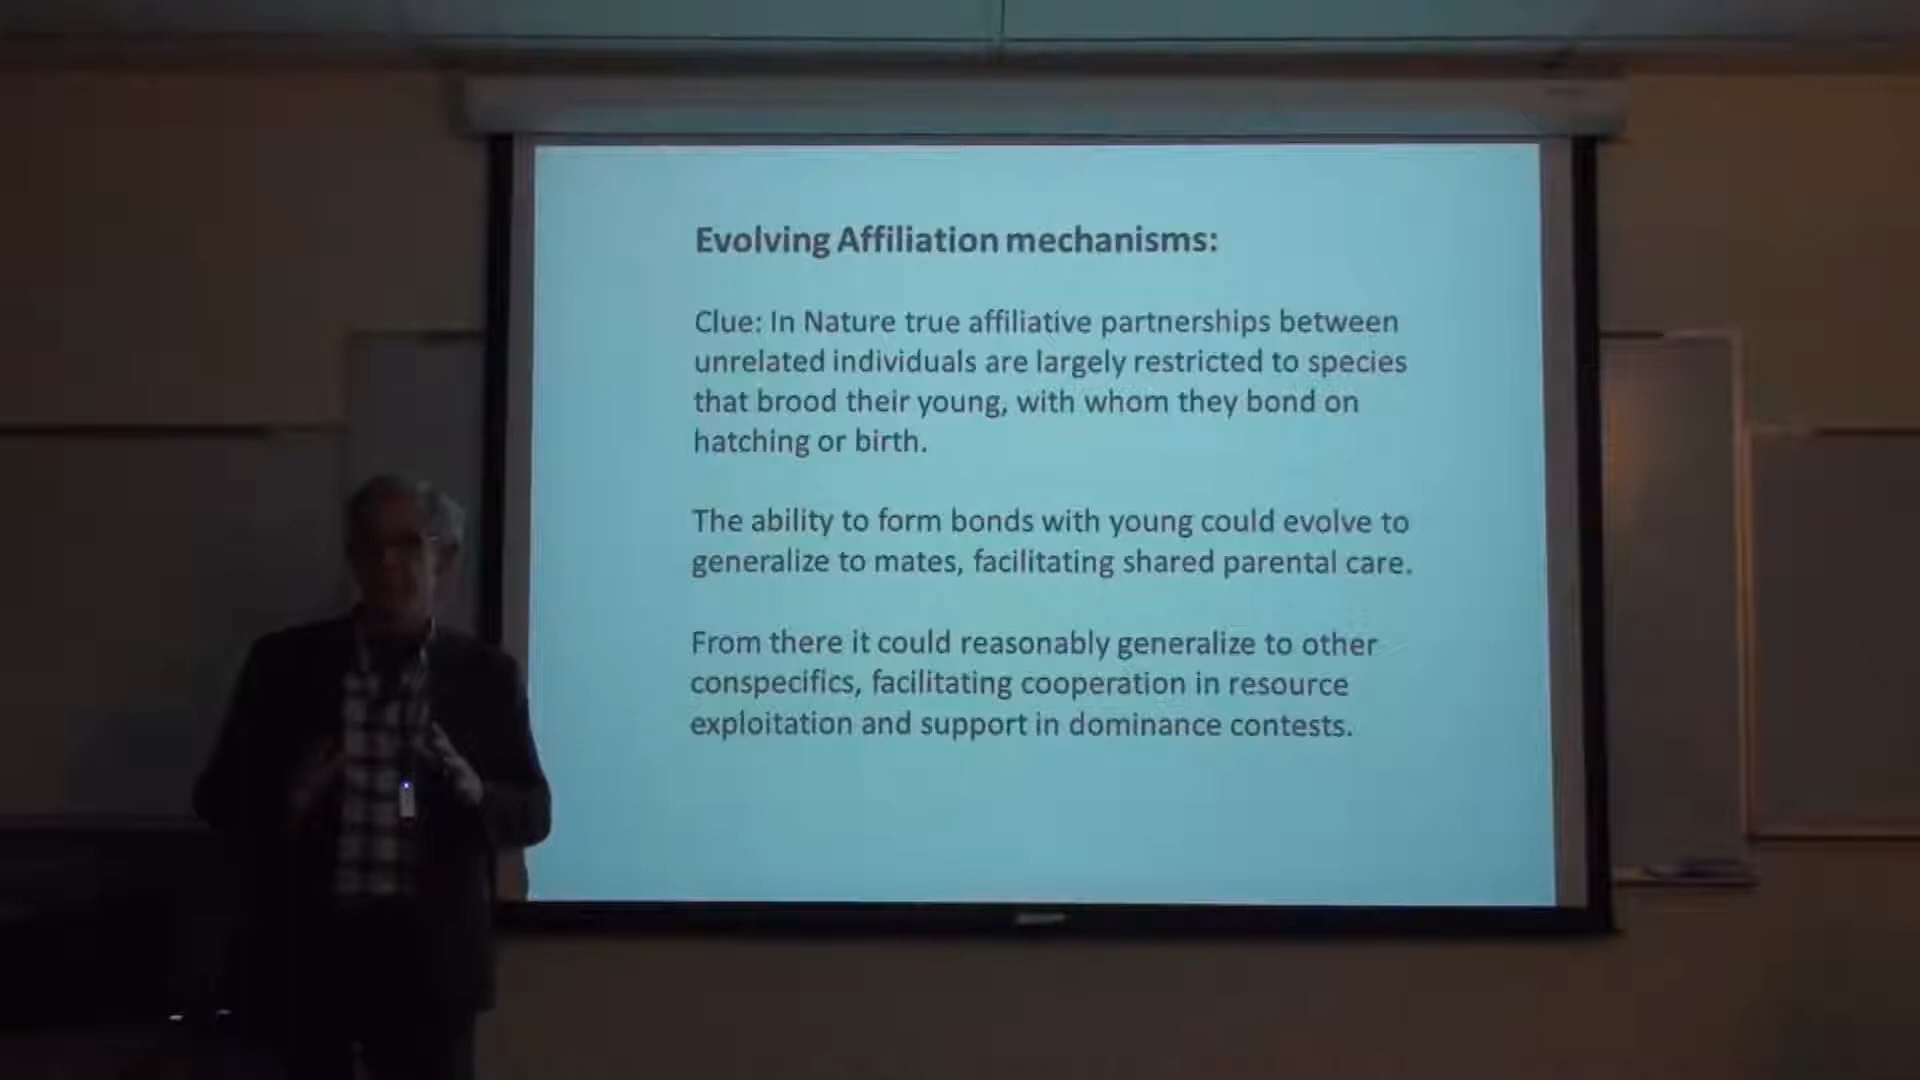 Evolving Affiliation mechanisms:
Clue: In Nature true affiliative partnerships between
unrelated individuals are largely restricted to species
that brood their young, with whom they bond on
hatching or birth.
The ability to form bonds with young could evolve to
generalize to mates, facilitating shared parental care.
From there it could reasonably generalize to other
conspecifics, facilitating cooperation in resource
exploitation and support in dominance contests.